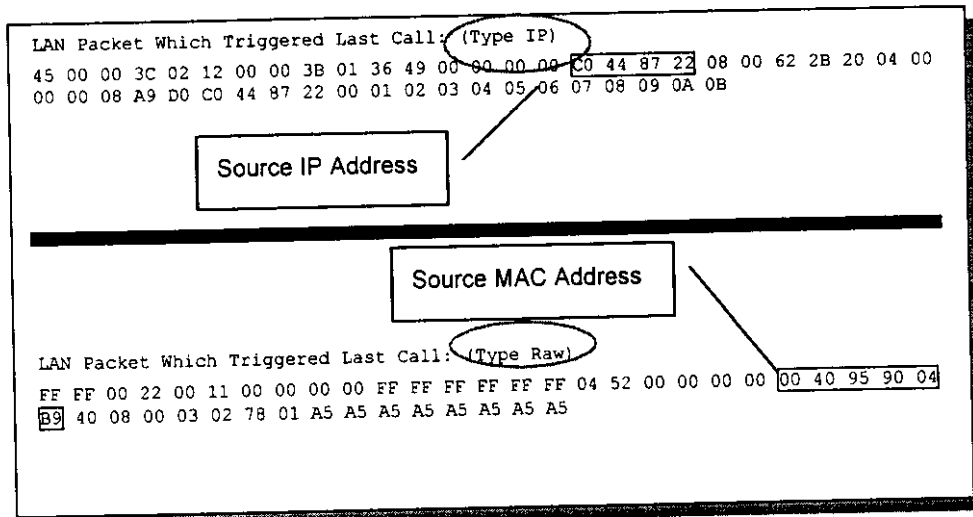 LAN Packet Which Triggered Last Call: (Type IP)
45 00 00 3C 02 12 00 00 3B 01 36 49 00 00 00 00 C0 44 87 22 08 00 62 2B 20 04 00
00 00 08 A9 D0 C0 44 87 22 00 01 02 03 04 05 06 07 08 09 0A 0B
Source IP Address
Source MAC Address
LAN Packet Which Triggered Last Call: (Type Raw)
FF FF 00 22 00 11 00 00 00 00 FF FF FF FF FF FF 04 52 00 00 00 00 00 40 95 90 04
B9 40 08 00 03 02 78 01 A5 A5 A5 A5 A5 A5 A5 A5